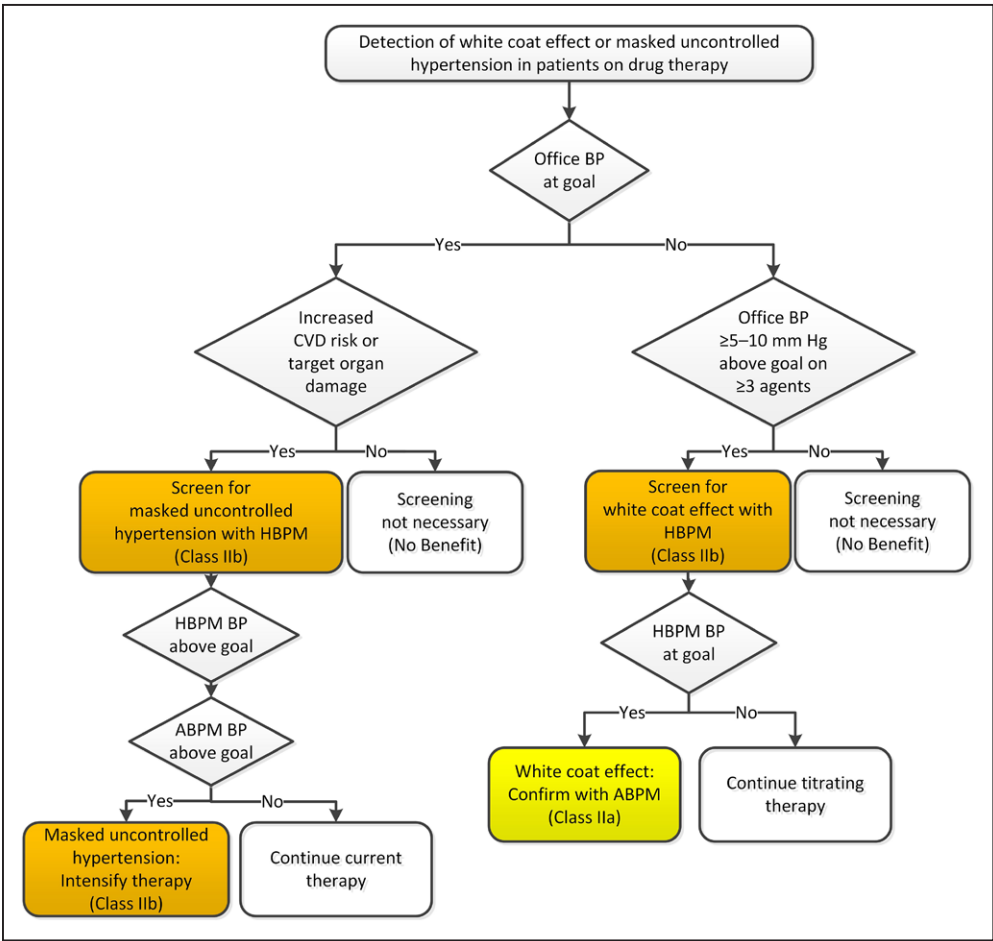 Detection of white coat effect or masked uncontrolled
hypertension in patients on drug therapy
Office BP
at goal
Yes
No
Increased
CVD risk or
target organ
damage
Office BP
≥5–10 mm Hg
above goal on
≥3 agents
Yes
No
Yes
No
Screen for
masked uncontrolled
hypertension with HBPM
(Class IIb)
Screening
not necessary
(No Benefit)
Screen for
white coat effect with
HBPM
(Class IIb)
Screening
not necessary
(No Benefit)
HBPM BP
above goal
HBPM BP
at goal
ABPM BP
above goal
Yes
No
Yes
No
White coat effect:
Confirm with ABPM
(Class IIa)
Continue titrating
therapy
Masked uncontrolled
hypertension:
Intensify therapy
(Class IIb)
Continue current
therapy